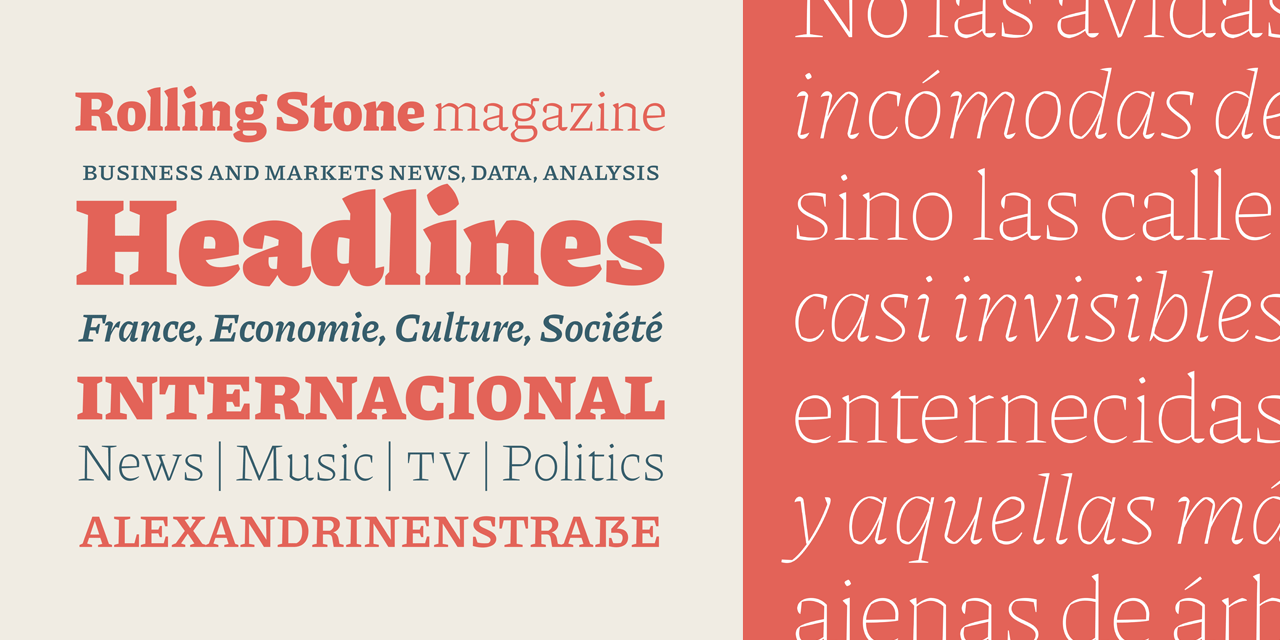 Rolling Stone magazine
BUSINESS AND MARKETS NEWS, DATA, ANALYSIS
Headlines
France, Economie, Culture, Société
INTERNACIONAL
News | Music | TV | Politics
ALEXANDRINENSTRAẞE
No las avidas
incómodas de
sino las calle
casi invisibles
enternecidas
y aquellas má
ajenas de árb